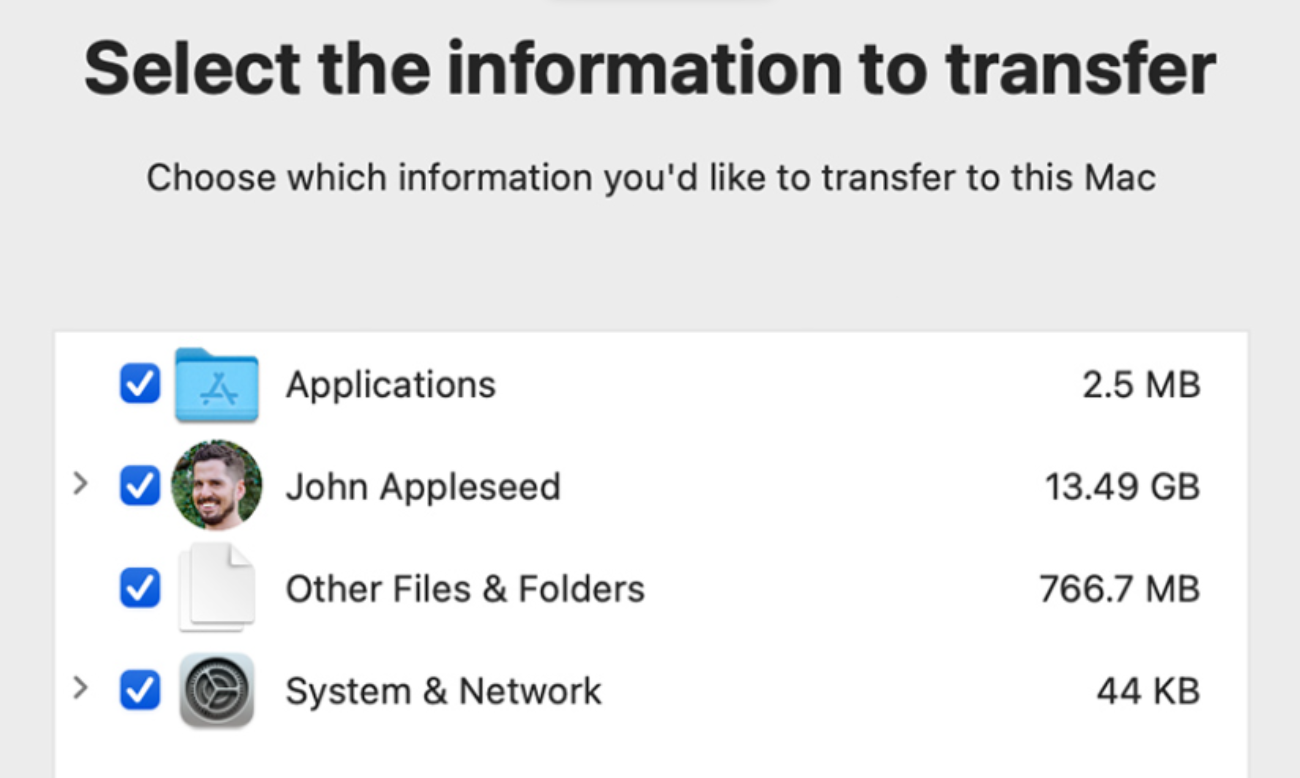 Select the information to transfer
Choose which information you'd like to transfer to this Mac
Applications 2.5 MB
John Appleseed 13.49 GB
Other Files & Folders 766.7 MB
System & Network 44 KB